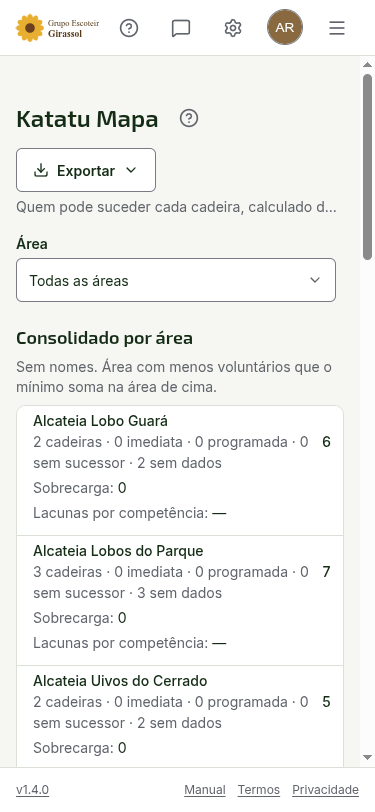 Grupo Escoteir
Girassol
AR
Katatu Mapa
Exportar
Quem pode suceder cada cadeira, calculado d...
Área
Todas as áreas
Consolidado por área
Sem nomes. Área com menos voluntários que o
mínimo soma na área de cima.
Alcateia Lobo Guará
2 cadeiras · 0 imediata · 0 programada · 0 6
sem sucessor · 2 sem dados
Sobrecarga: 0
Lacunas por competência: —
Alcateia Lobos do Parque
3 cadeiras · 0 imediata · 0 programada · 0 7
sem sucessor · 3 sem dados
Sobrecarga: 0
Lacunas por competência: —
Alcateia Uivos do Cerrado
2 cadeiras · 0 imediata · 0 programada · 0 5
sem sucessor · 2 sem dados
Sobrecarga: 0
v1.4.0 Manual Termos Privacidade